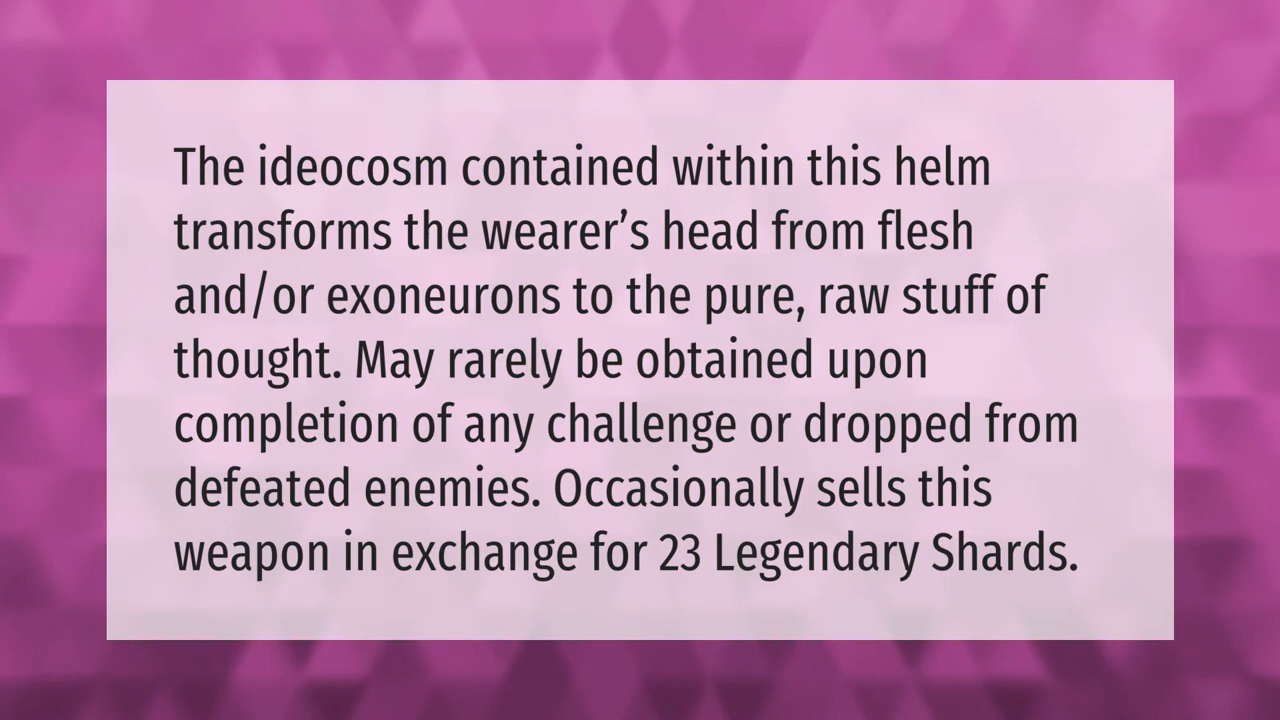 The ideocosm contained within this helm
transforms the wearer’s head from flesh
and/or exoneurons to the pure, raw stuff of
thought. May rarely be obtained upon
completion of any challenge or dropped from
defeated enemies. Occasionally sells this
weapon in exchange for 23 Legendary Shards.